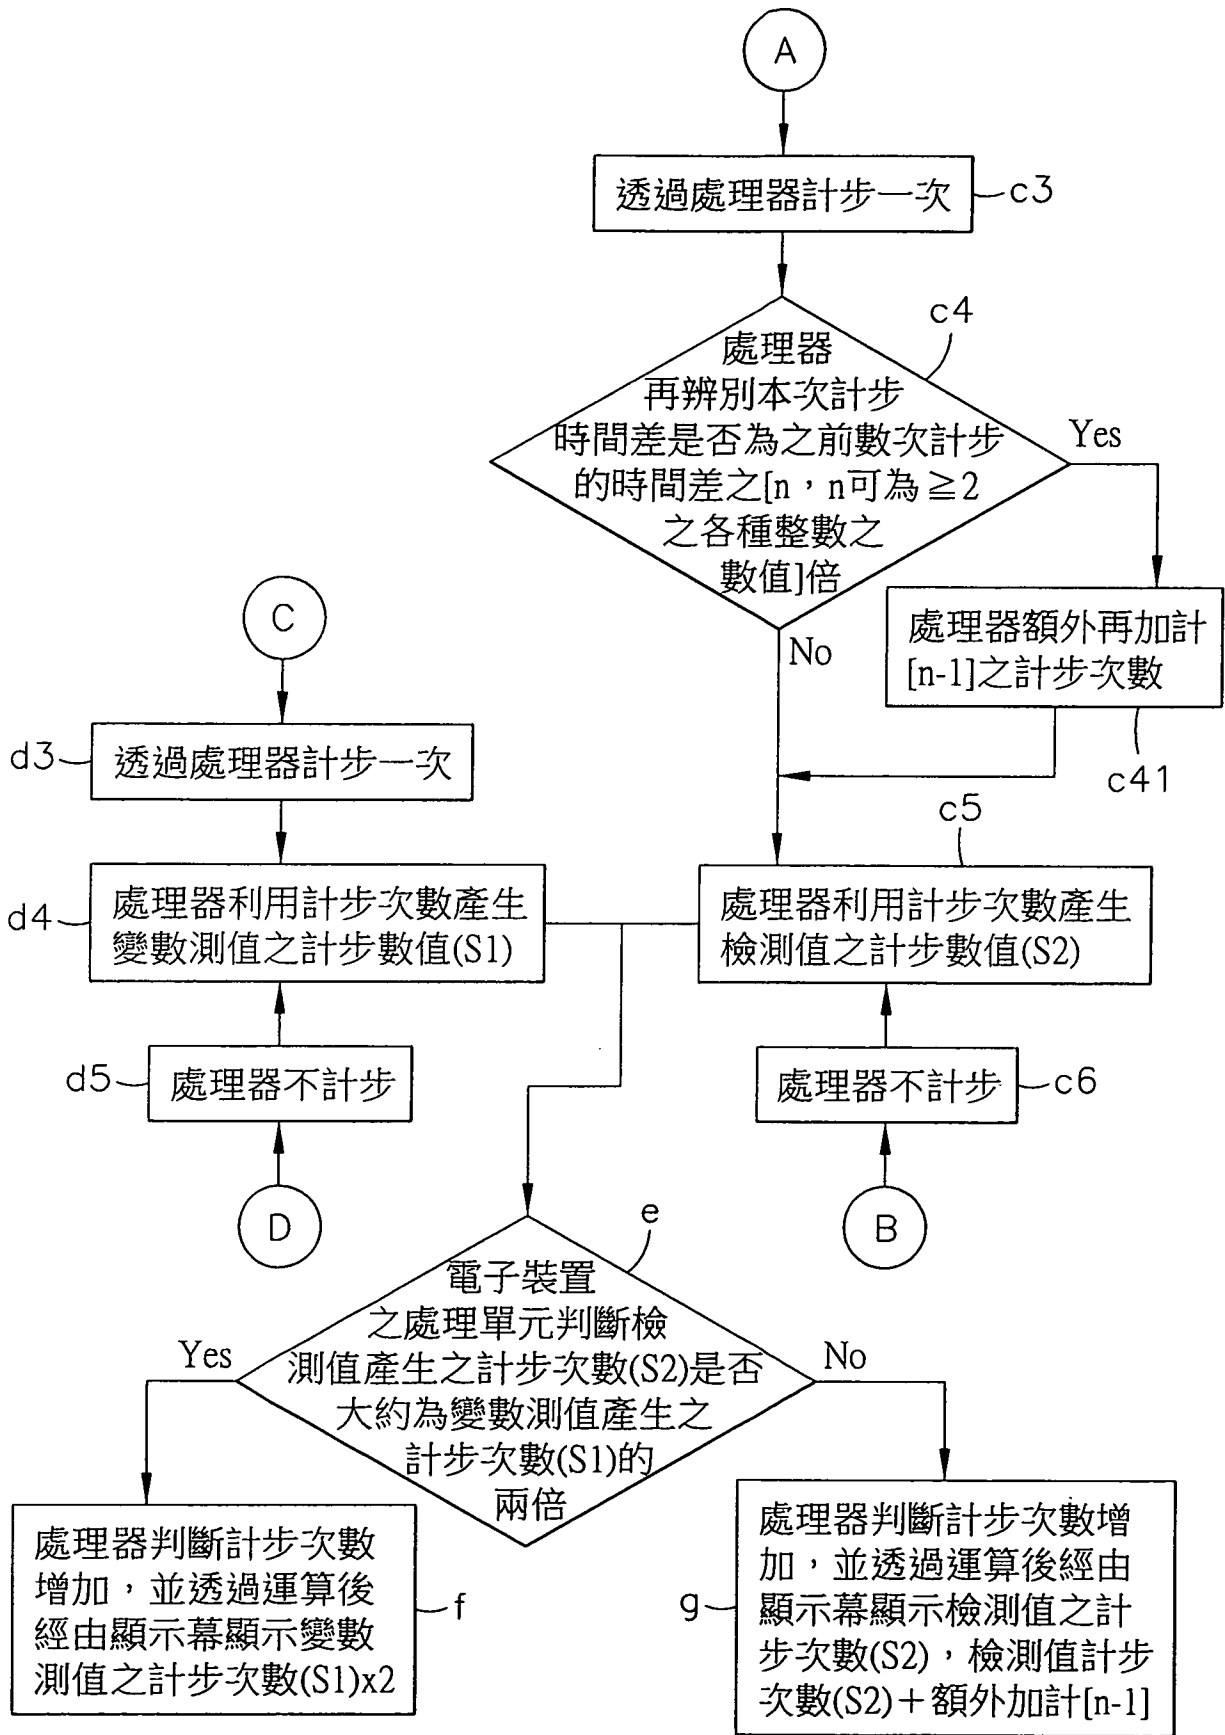 A
透過處理器計步一次
c3
c4
處理器
再辨別本次計步
時間差是否為之前數次計步
的時間差之[n，n可為≧2
之各種整數之
數值]倍
Yes
No
處理器額外再加計
[n-1]之計步次數
c41
C
d3
透過處理器計步一次
d4
處理器利用計步次數產生
變數測值之計步數值(S1)
c5
處理器利用計步次數產生
檢測值之計步數值(S2)
d5
處理器不計步
處理器不計步
c6
D
B
e
電子裝置
之處理單元判斷檢
測值產生之計步次數(S2)是否
大約為變數測值產生之
計步次數(S1)的
兩倍
Yes
No
處理器判斷計步次數
增加，並透過運算後
經由顯示幕顯示變數
測值之計步次數(S1)x2
f
g
處理器判斷計步次數增
加，並透過運算後經由
顯示幕顯示檢測值之計
步次數(S2)，檢測值計步
次數(S2)＋額外加計[n-1]